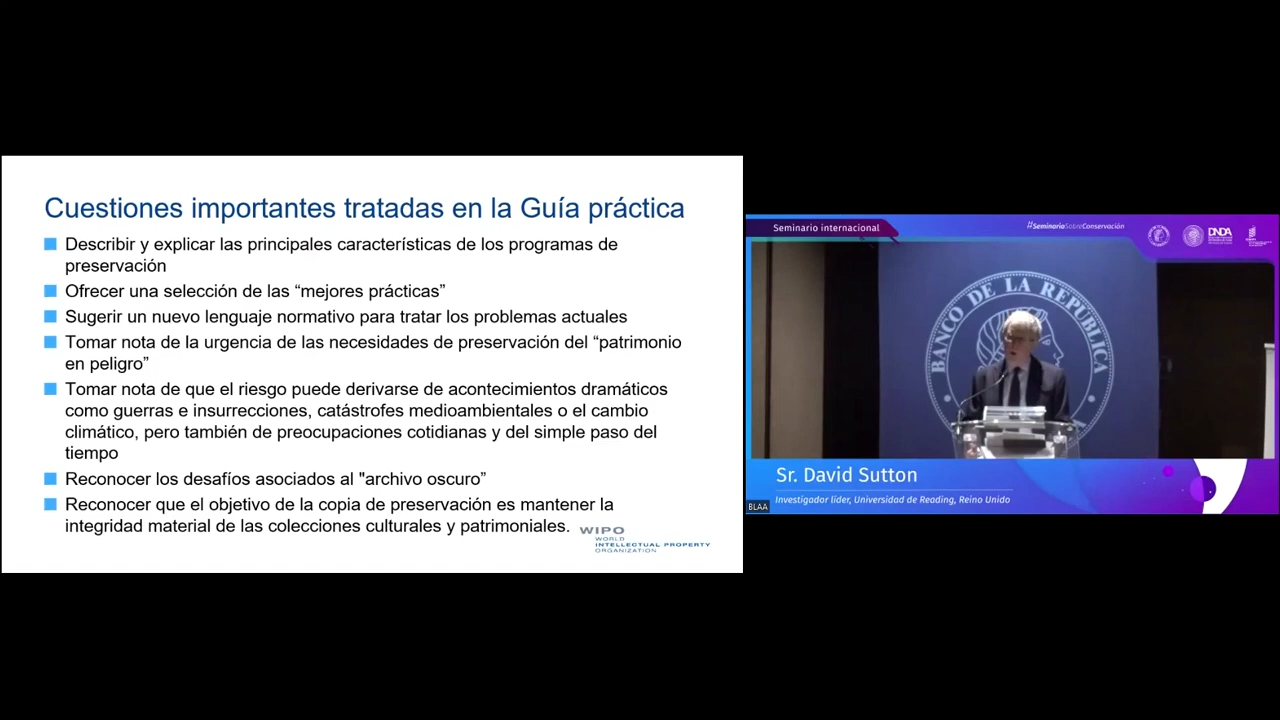 Cuestiones importantes tratadas en la Guía práctica
Describir y explicar las principales características de los programas de
preservación
Ofrecer una selección de las “mejores prácticas”
Sugerir un nuevo lenguaje normativo para tratar los problemas actuales
Tomar nota de la urgencia de las necesidades de preservación del “patrimonio
en peligro”
Tomar nota de que el riesgo puede derivarse de acontecimientos dramáticos
como guerras e insurrecciones, catástrofes medioambientales o el cambio
climático, pero también de preocupaciones cotidianas y del simple paso del
tiempo
Reconocer los desafíos asociados al "archivo oscuro”
Reconocer que el objetivo de la copia de preservación es mantener la
integridad material de las colecciones culturales y patrimoniales.
WIPO
WORLD
INTELLECTUAL PROPERTY
ORGANIZATION
Seminario internacional
#SeminarioSobreConservación
DNDA
BANCO DE LA REPÚBLICA
Sr. David Sutton
Investigador líder, Universidad de Reading, Reino Unido
BLAA